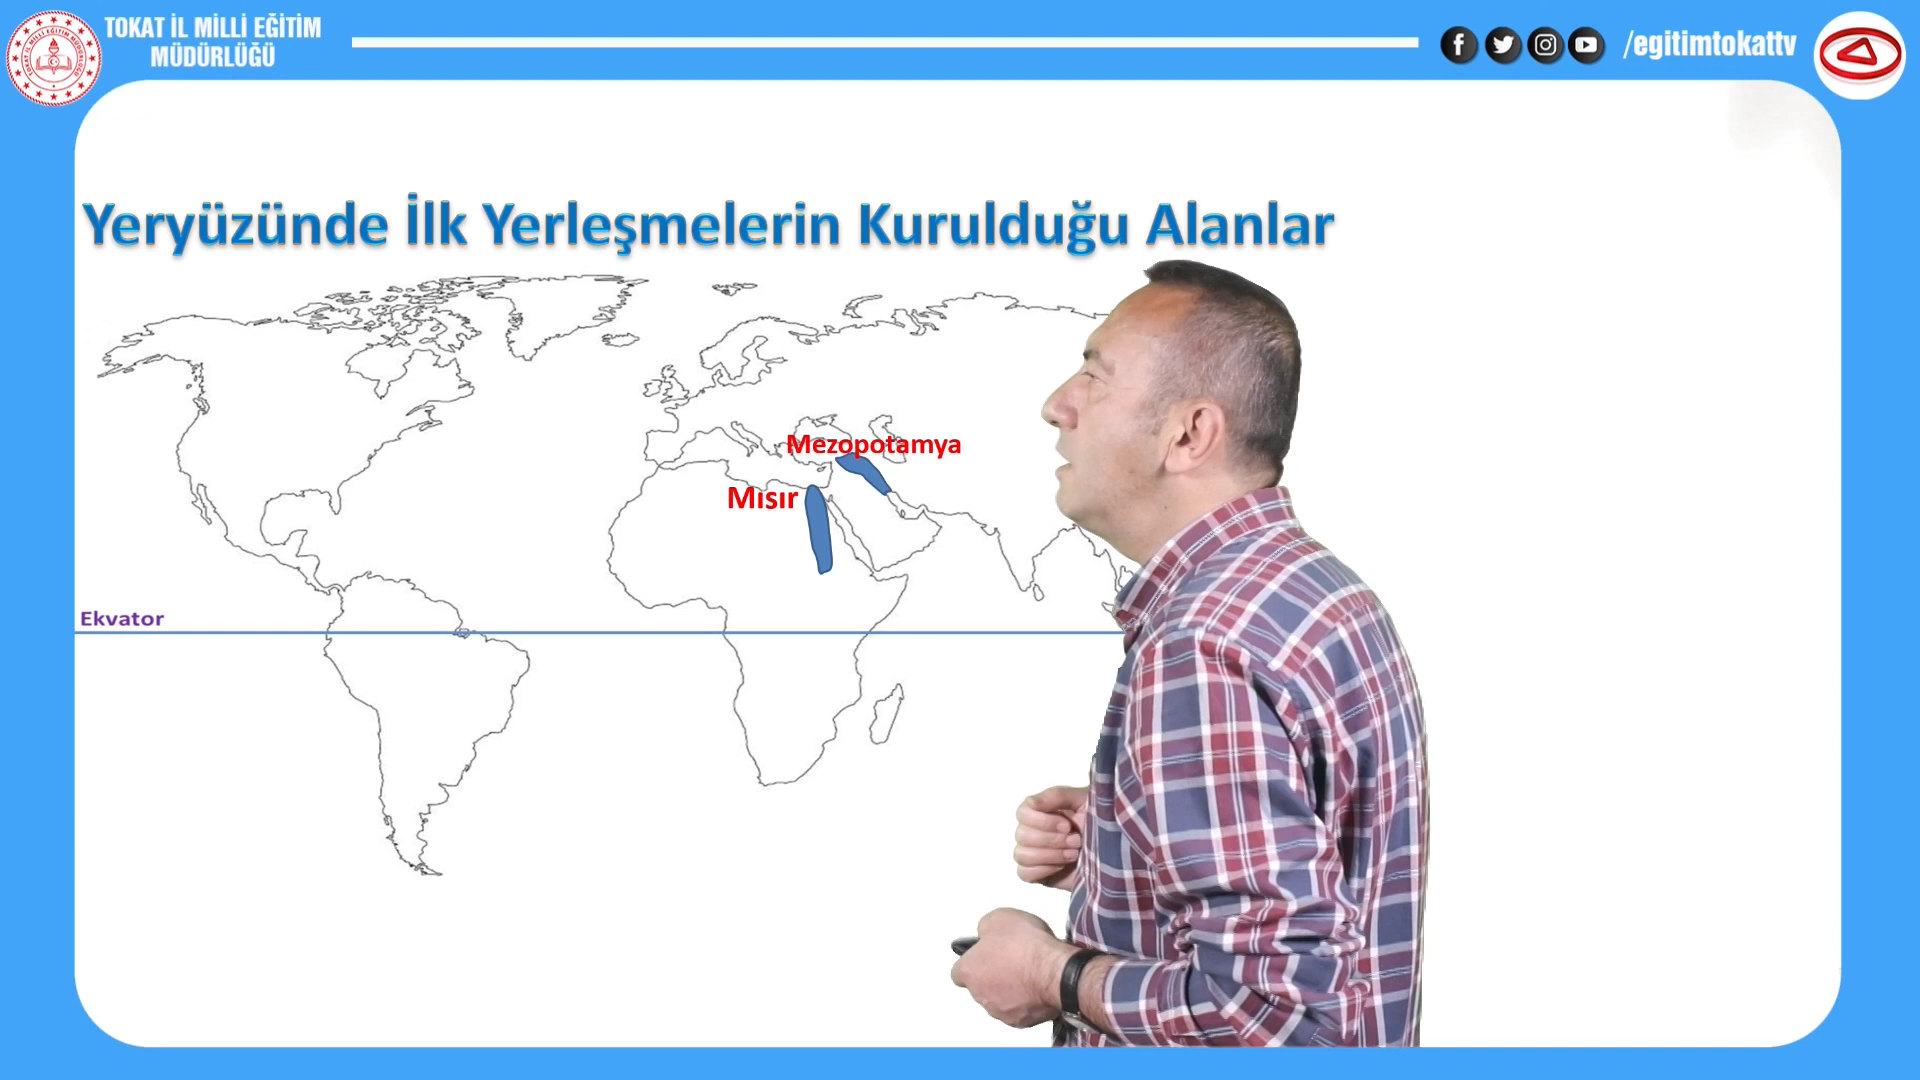 TOKAT İL MİLLİ EĞİTİM
MÜDÜRLÜĞÜ
/egitimtokattv
Yeryüzünde İlk Yerleşmelerin Kurulduğu Alanlar
Mezopotamya
Mısır
Ekvator